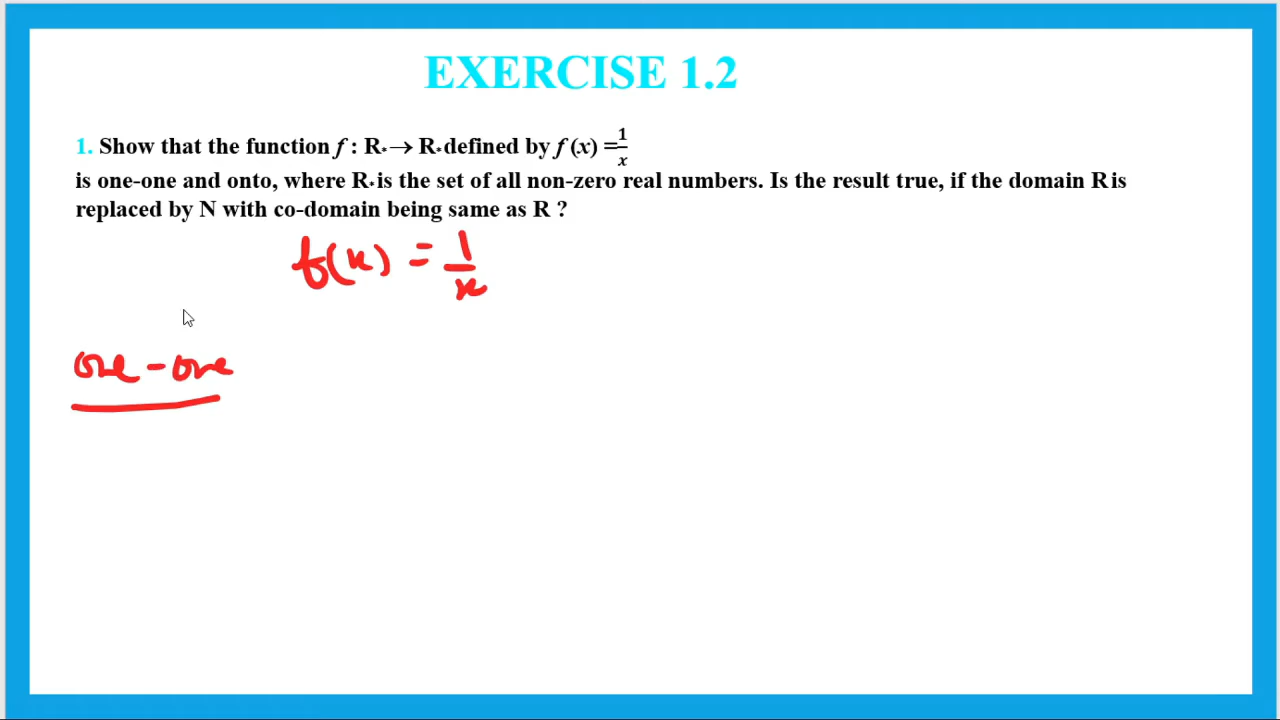 EXERCISE 1.2
1. Show that the function f : R* → R* defined by f (x) = 1/x
is one-one and onto, where R* is the set of all non-zero real numbers. Is the result true, if the domain R is
replaced by N with co-domain being same as R ?
f(x) = 1/x
one-one